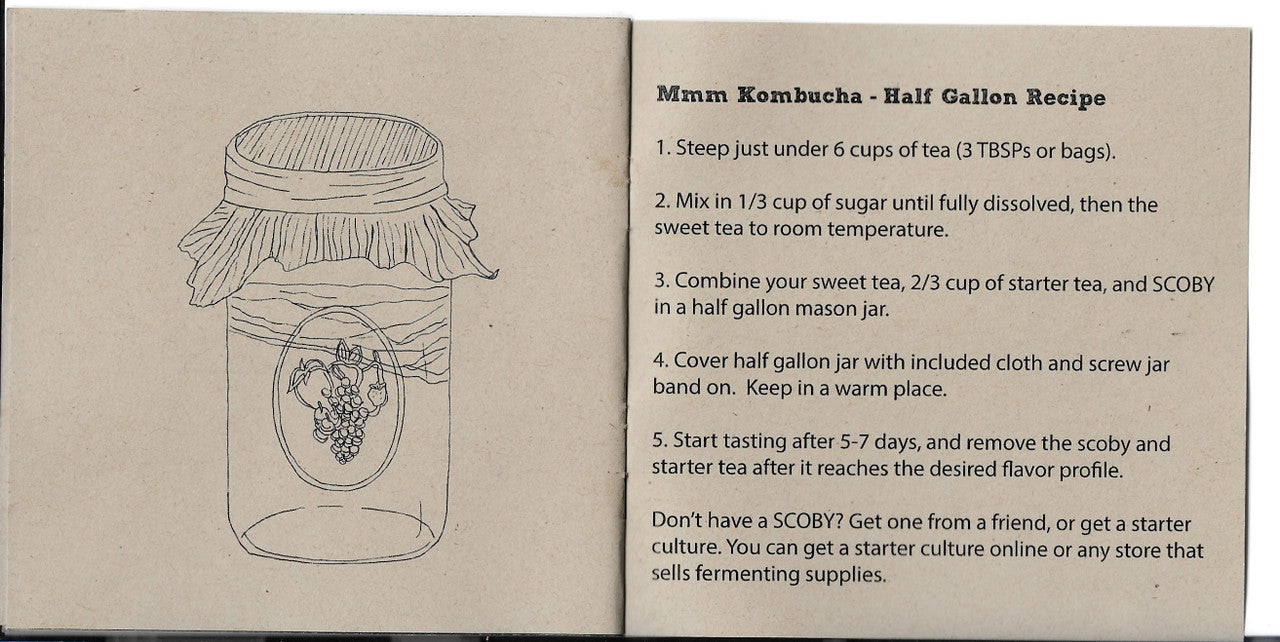 Mmm Kombucha - Half Gallon Recipe
1. Steep just under 6 cups of tea (3 TBSPs or bags).
2. Mix in 1/3 cup of sugar until fully dissolved, then the
sweet tea to room temperature.
3. Combine your sweet tea, 2/3 cup of starter tea, and SCOBY
in a half gallon mason jar.
4. Cover half gallon jar with included cloth and screw jar
band on.  Keep in a warm place.
5. Start tasting after 5-7 days, and remove the scoby and
starter tea after it reaches the desired flavor profile.
Don't have a SCOBY? Get one from a friend, or get a starter
culture. You can get a starter culture online or any store that
sells fermenting supplies.